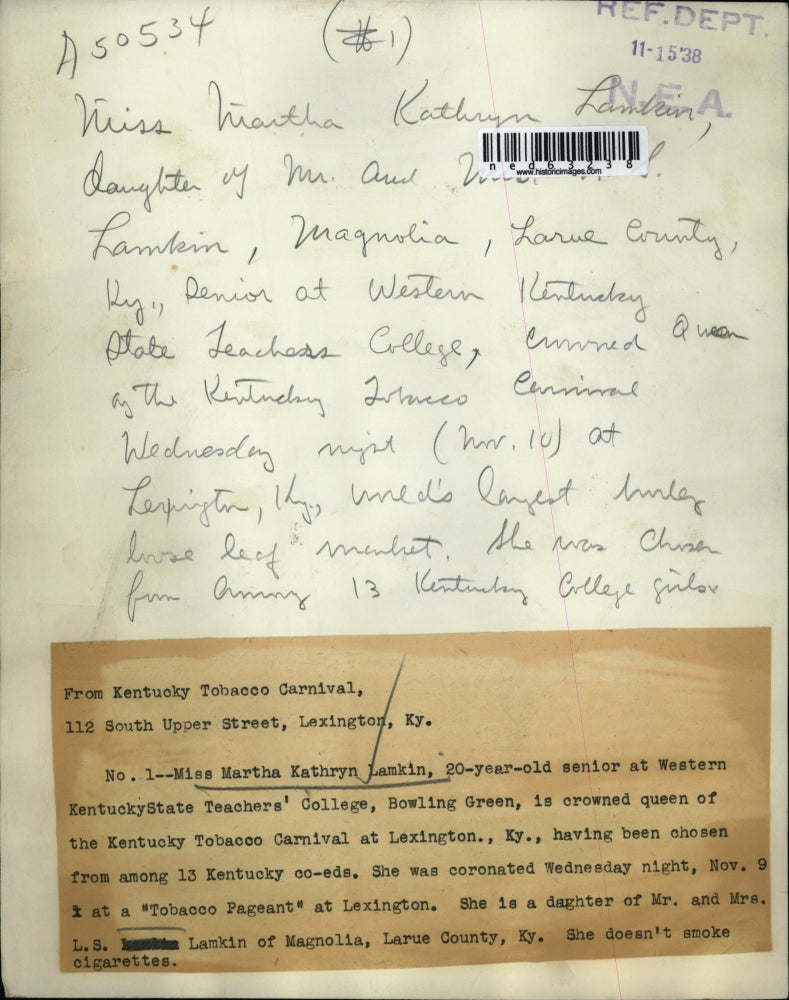 A50534
(#1)
REF. DEPT.
11-15'38
N.E.A.
Miss Martha Kathryn Lamkin,
ned63238
www.historicimages.com
daughter of Mr. and Mrs. S.
Lamkin, Magnolia, Larue County,
Ky., Senior at Western Kentucky
State Teachers College, crowned Queen
of the Kentucky Tobacco Carnival
Wednesday night (Nov. 10) at
Lexington, Ky., world's largest burley
loose leaf market. She was chosen
from among 13 Kentucky College girls.
From Kentucky Tobacco Carnival,
112 South Upper Street, Lexington, Ky.
No. 1--Miss Martha Kathryn Lamkin, 20-year-old senior at Western
KentuckyState Teachers' College, Bowling Green, is crowned queen of
the Kentucky Tobacco Carnival at Lexington., Ky., having been chosen
from among 13 Kentucky co-eds. She was coronated Wednesday night, Nov. 9
at a "Tobacco Pageant" at Lexington. She is a daghter of Mr. and Mrs.
L.S. Lamkin of Magnolia, Larue County, Ky. She doesn't smoke
cigarettes.